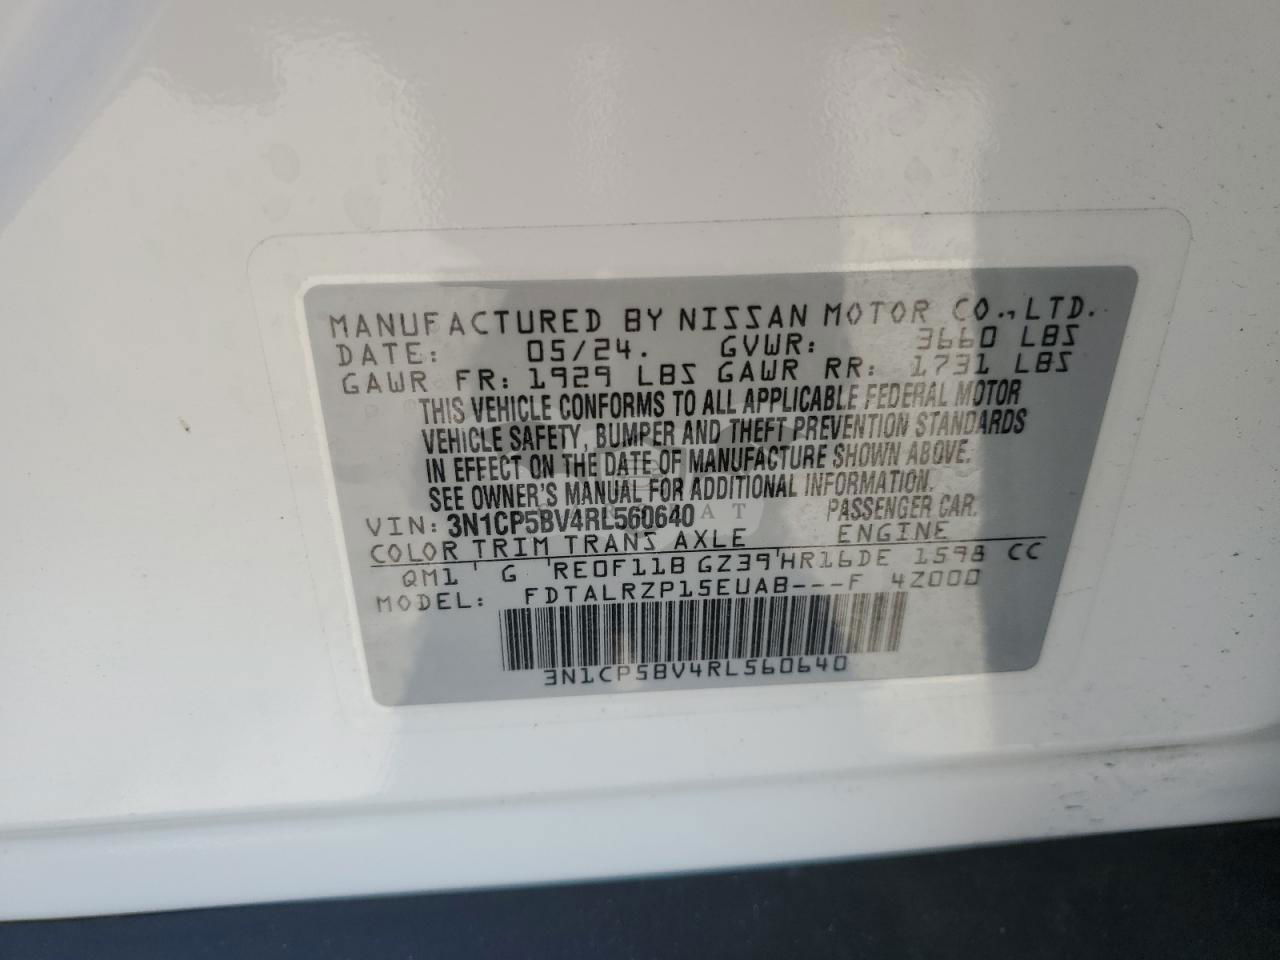 MANUFACTURED BY NISSAN MOTOR CO.,LTD.
DATE: 05/24. GVWR: 3660 LBS
GAWR FR: 1929 LBS GAWR RR: 1731 LBS
THIS VEHICLE CONFORMS TO ALL APPLICABLE FEDERAL MOTOR
VEHICLE SAFETY, BUMPER AND THEFT PREVENTION STANDARDS
IN EFFECT ON THE DATE OF MANUFACTURE SHOWN ABOVE.
SEE OWNER'S MANUAL FOR ADDITIONAL INFORMATION.
VIN: 3N1CP5BV4RL560640 PASSENGER CAR.
COLOR TRIM TRANS AXLE ENGINE
QM1 G RE0F11B GZ39 HR16DE 1598 CC
MODEL: FDTALRZP15EUAB---F 4Z000
3N1CP5BV4RL560640